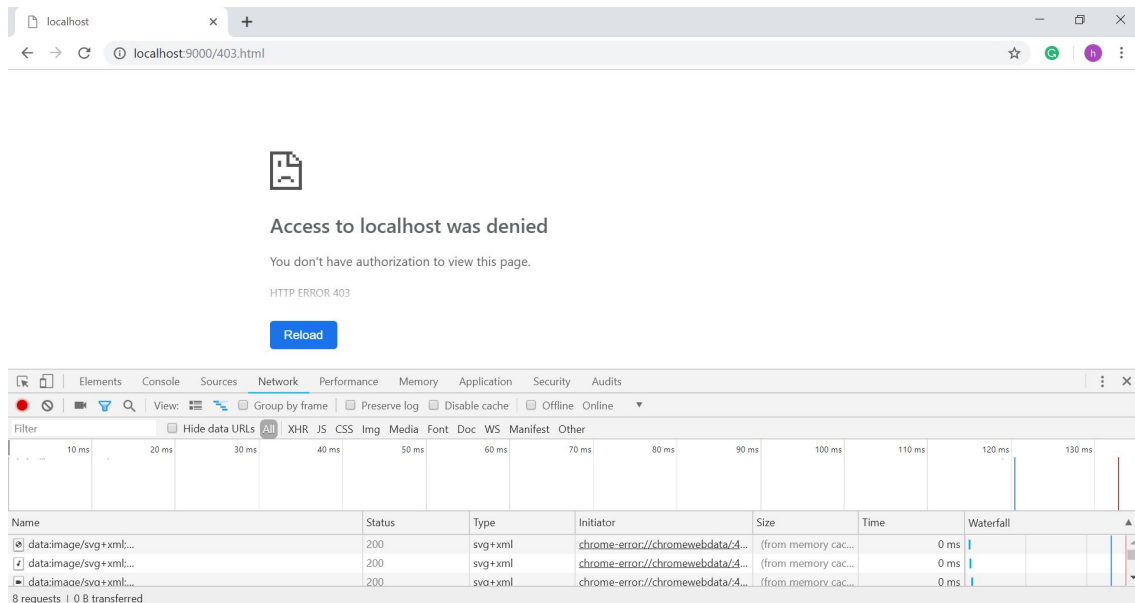 localhost
localhost:9000/403.html
h
Access to localhost was denied
You don't have authorization to view this page.
HTTP ERROR 403
Reload
Elements Console Sources Network Performance Memory Application Security Audits
View: Group by frame Preserve log Disable cache Offline Online
Filter Hide data URLs All XHR JS CSS Img Media Font Doc WS Manifest Other
10 ms 20 ms 30 ms 40 ms 50 ms 60 ms 70 ms 80 ms 90 ms 100 ms 110 ms 120 ms 130 ms
Name Status Type Initiator Size Time Waterfall
data:image/svg+xml;... 200 svg+xml chrome-error://chromewebdata/:4... (from memory cac... 0 ms
data:image/svg+xml;... 200 svg+xml chrome-error://chromewebdata/:4... (from memory cac... 0 ms
data:image/svg+xml;... 200 svg+xml chrome-error://chromewebdata/:4... (from memory cac... 0 ms
8 requests | 0 B transferred